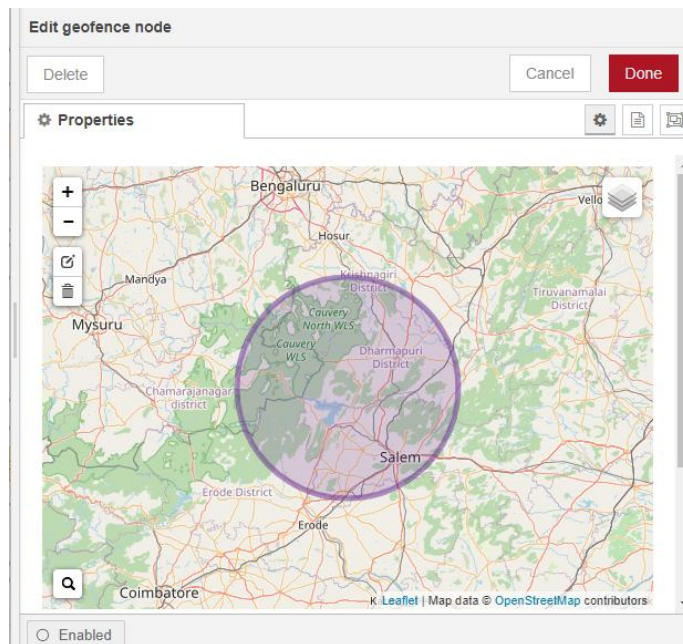 Edit geofence node
Delete
Cancel
Done
Properties
+
−
Bengaluru
Vello
Hosur
Mandya
Krishnagiri
District
Tiruvanamalai
District
Mysuru
Cauvery
North WLS
Cauvery
WLS
Dharmapuri
District
Chamarajanagar
district
Salem
Erode District
Erode
Coimbatore
K Leaflet | Map data © OpenStreetMap contributors
Enabled